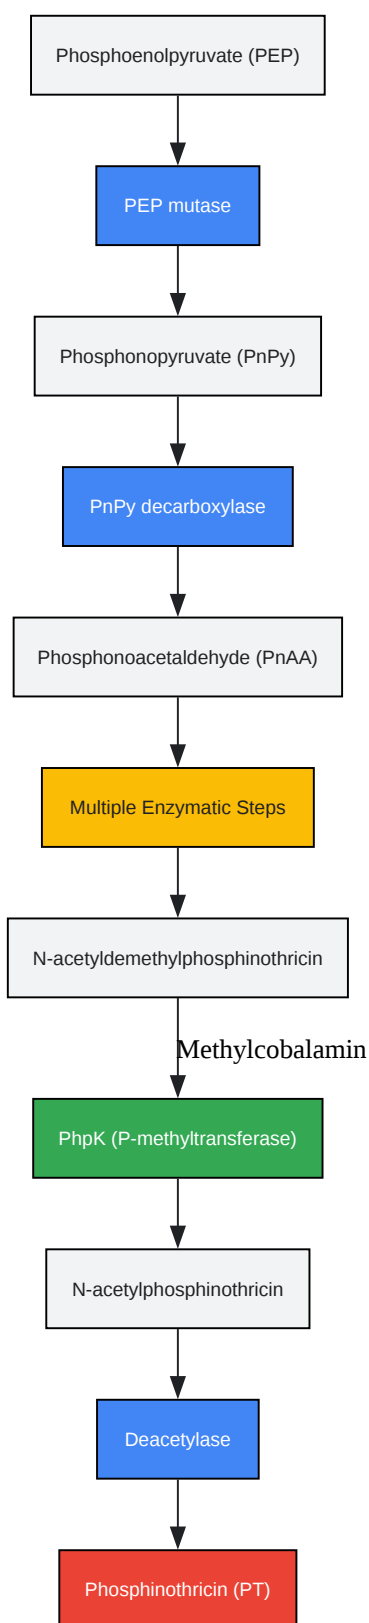 Phosphoenolpyruvate (PEP)
PEP mutase
Phosphonopyruvate (PnPy)
PnPy decarboxylase
Phosphonoacetaldehyde (PnAA)
Multiple Enzymatic Steps
N-acetyldemethylphosphinothricin
Methylcobalamin
PhpK (P-methyltransferase)
N-acetylphosphinothricin
Deacetylase
Phosphinothricin (PT)